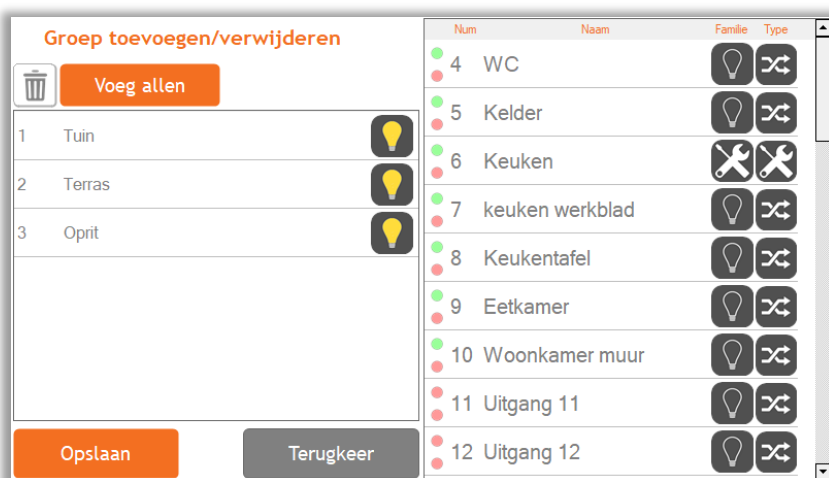 Groep toevoegen/verwijderen
Voeg allen
1 Tuin
2 Terras
3 Oprit
Opslaan
Terugkeer
Num Naam Familie Type
4 WC
5 Kelder
6 Keuken
7 keuken werkblad
8 Keukentafel
9 Eetkamer
10 Woonkamer muur
11 Uitgang 11
12 Uitgang 12